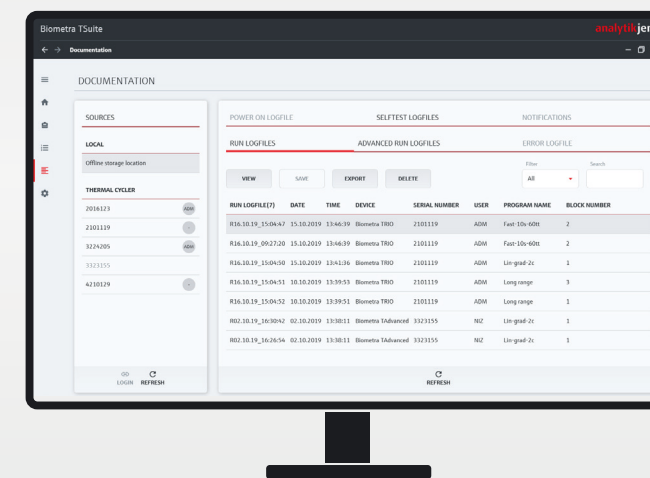 Biometra TSuite
analytikjen
Documentation
DOCUMENTATION
SOURCES
LOCAL
Offline storage location
THERMAL CYCLER
2016123 ADM
2101119 -
3224205 ADM
3323155
4210129 -
LOGIN REFRESH
POWER ON LOGFILE SELFTEST LOGFILES NOTIFICATIONS
RUN LOGFILES ADVANCED RUN LOGFILES ERROR LOGFILE
Filter Search
VIEW SAVE EXPORT DELETE All
RUN LOGFILE(7) DATE TIME DEVICE SERIAL NUMBER USER PROGRAM NAME BLOCK NUMBER
R16.10.19_15:04:47 15.10.2019 13:46:39 Biometra TRIO 2101119 ADM Fast-10s-60tt 2
R16.10.19_09:27:20 15.10.2019 13:46:39 Biometra TRIO 2101119 ADM Fast-10s-60tt 2
R16.10.19_15:04:50 15.10.2019 13:41:36 Biometra TRIO 2101119 ADM Lin-grad-2c 1
R16.10.19_15:04:51 10.10.2019 13:39:53 Biometra TRIO 2101119 ADM Long range 3
R16.10.19_15:04:52 10.10.2019 13:39:51 Biometra TRIO 2101119 ADM Long range 1
R02.10.19_16:30:42 02.10.2019 13:38:11 Biometra TAdvanced 3323155 NIZ Lin-grad-2c 1
R02.10.19_16:26:54 02.10.2019 13:38:11 Biometra TAdvanced 3323155 NIZ Lin-grad-2c 1
REFRESH